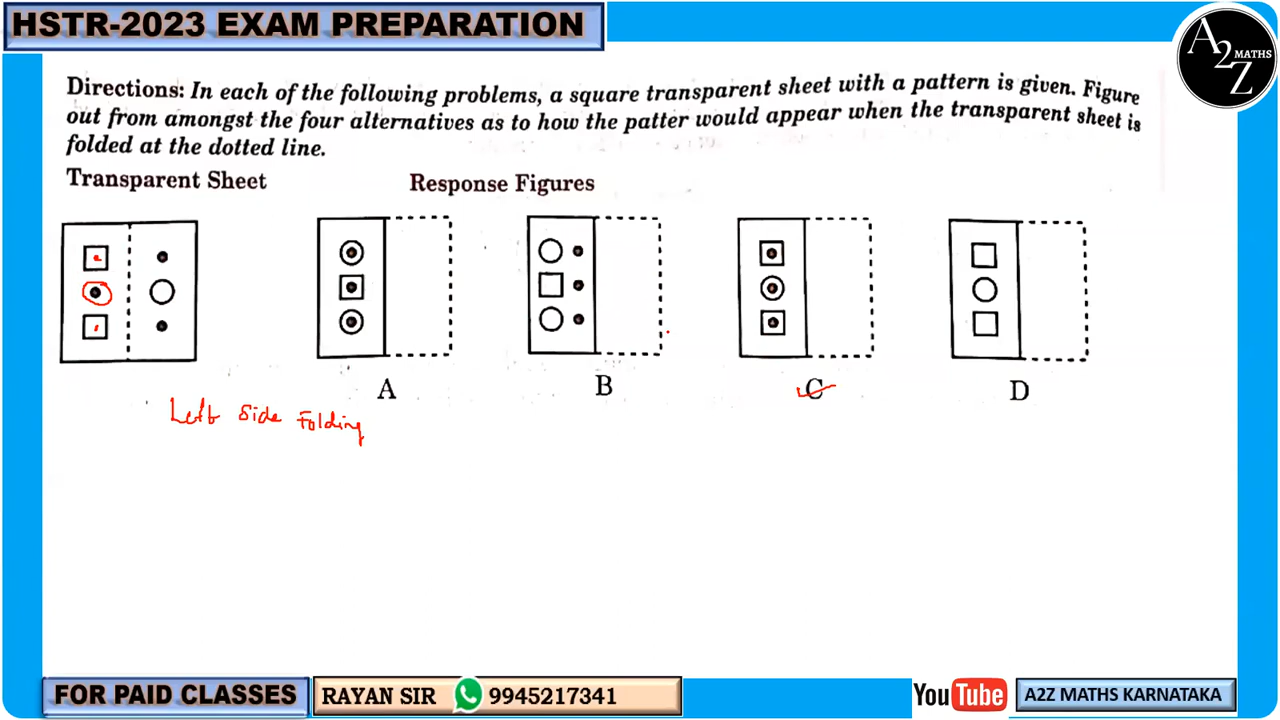 HSTR-2023 EXAM PREPARATION
A2Z MATHS
Directions: In each of the following problems, a square transparent sheet with a pattern is given. Figure
out from amongst the four alternatives as to how the patter would appear when the transparent sheet is
folded at the dotted line.
Transparent Sheet Response Figures
A B C D
Left Side Folding
FOR PAID CLASSES RAYAN SIR 9945217341 YouTube A2Z MATHS KARNATAKA